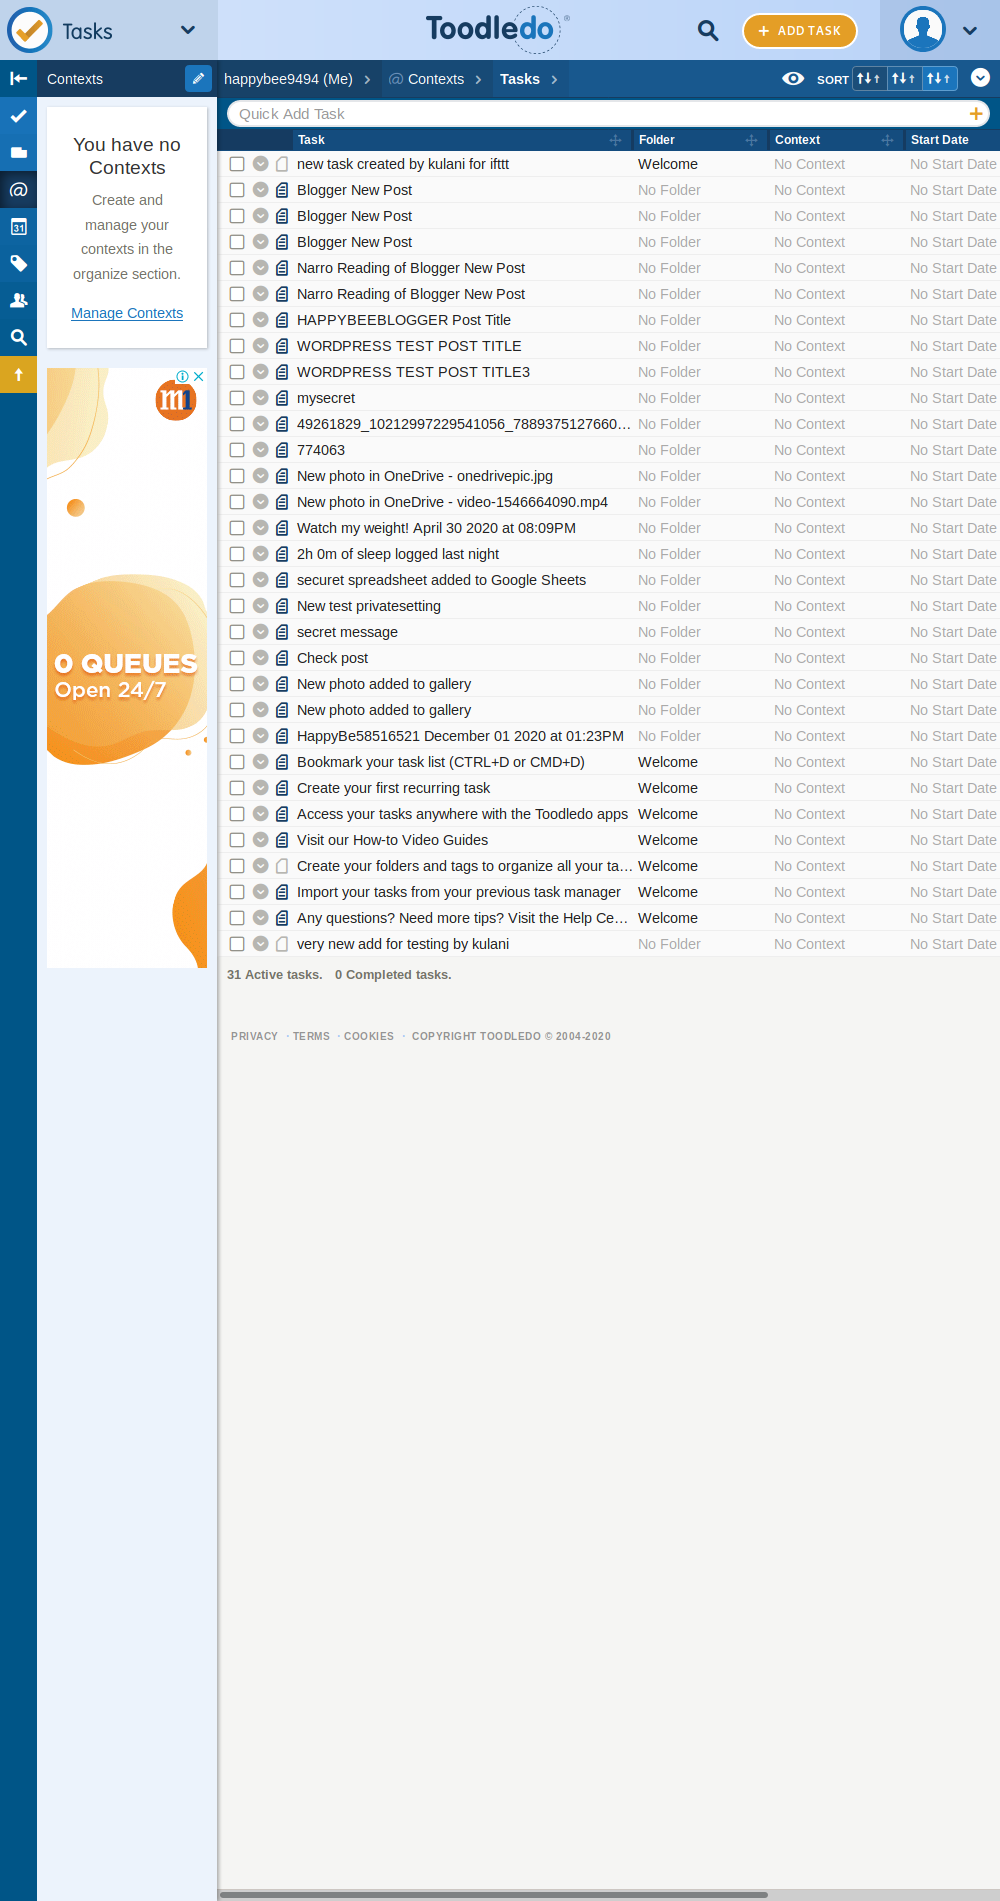 Tasks
Toodledo®
+ ADD TASK
Contexts
happybee9494 (Me)
@ Contexts
Tasks
SORT
Quick Add Task
Task Folder Context Start Date
You have no
Contexts
Create and
manage your
contexts in the
organize section.
Manage Contexts
@
31
m1
0 QUEUES
Open 24/7
new task created by kulani for ifttt Welcome No Context No Start Date
Blogger New Post No Folder No Context No Start Date
Blogger New Post No Folder No Context No Start Date
Blogger New Post No Folder No Context No Start Date
Narro Reading of Blogger New Post No Folder No Context No Start Date
Narro Reading of Blogger New Post No Folder No Context No Start Date
HAPPYBEEBLOGGER Post Title No Folder No Context No Start Date
WORDPRESS TEST POST TITLE No Folder No Context No Start Date
WORDPRESS TEST POST TITLE3 No Folder No Context No Start Date
mysecret No Folder No Context No Start Date
49261829_10212997229541056_7889375127660... No Folder No Context No Start Date
774063 No Folder No Context No Start Date
New photo in OneDrive - onedrivepic.jpg No Folder No Context No Start Date
New photo in OneDrive - video-1546664090.mp4 No Folder No Context No Start Date
Watch my weight! April 30 2020 at 08:09PM No Folder No Context No Start Date
2h 0m of sleep logged last night No Folder No Context No Start Date
securet spreadsheet added to Google Sheets No Folder No Context No Start Date
New test privatesetting No Folder No Context No Start Date
secret message No Folder No Context No Start Date
Check post No Folder No Context No Start Date
New photo added to gallery No Folder No Context No Start Date
New photo added to gallery No Folder No Context No Start Date
HappyBe58516521 December 01 2020 at 01:23PM No Folder No Context No Start Date
Bookmark your task list (CTRL+D or CMD+D) Welcome No Context No Start Date
Create your first recurring task Welcome No Context No Start Date
Access your tasks anywhere with the Toodledo apps Welcome No Context No Start Date
Visit our How-to Video Guides Welcome No Context No Start Date
Create your folders and tags to organize all your ta... Welcome No Context No Start Date
Import your tasks from your previous task manager Welcome No Context No Start Date
Any questions? Need more tips? Visit the Help Ce... Welcome No Context No Start Date
very new add for testing by kulani No Folder No Context No Start Date
31 Active tasks. 0 Completed tasks.
PRIVACY · TERMS · COOKIES · COPYRIGHT TOODLEDO © 2004-2020